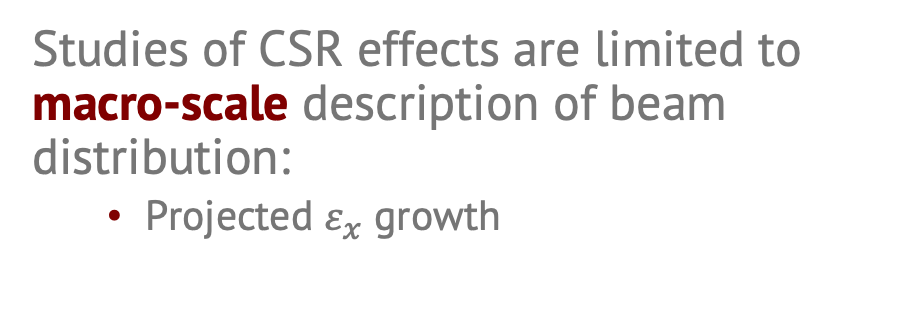 Studies of CSR effects are limited to
macro-scale description of beam
distribution:
• Projected εₓ growth